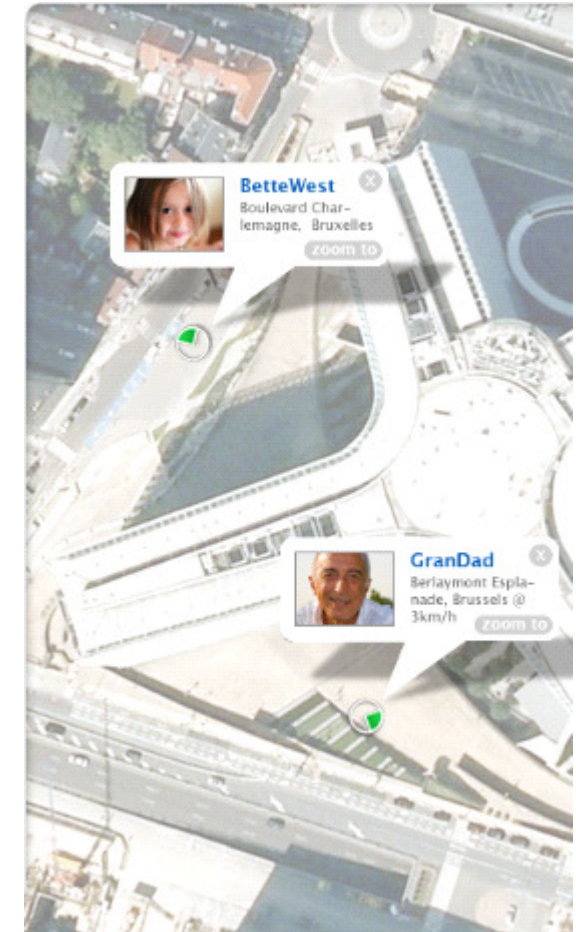 BetteWest
Boulevard Char-
lemagne, Bruxelles
zoom to
GranDad
Berlaymont Espla-
nade, Brussels @
3km/h
zoom to